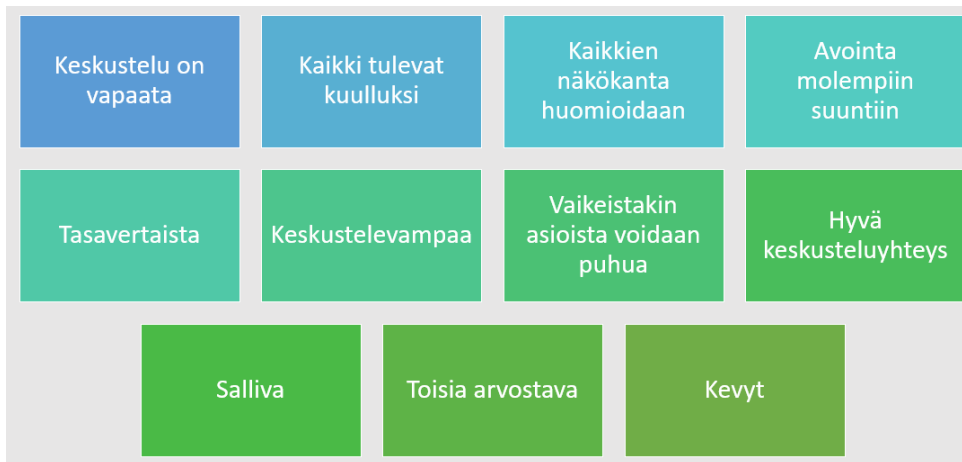 Keskustelu on
vapaata
Kaikki tulevat
kuulluksi
Kaikkien
näkökanta
huomioidaan
Avointa
molempiin
suuntiin
Tasavertaista
Keskustelevampaa
Vaikeistakin
asioista voidaan
puhua
Hyvä
keskusteluyhteys
Salliva
Toisia arvostava
Kevyt